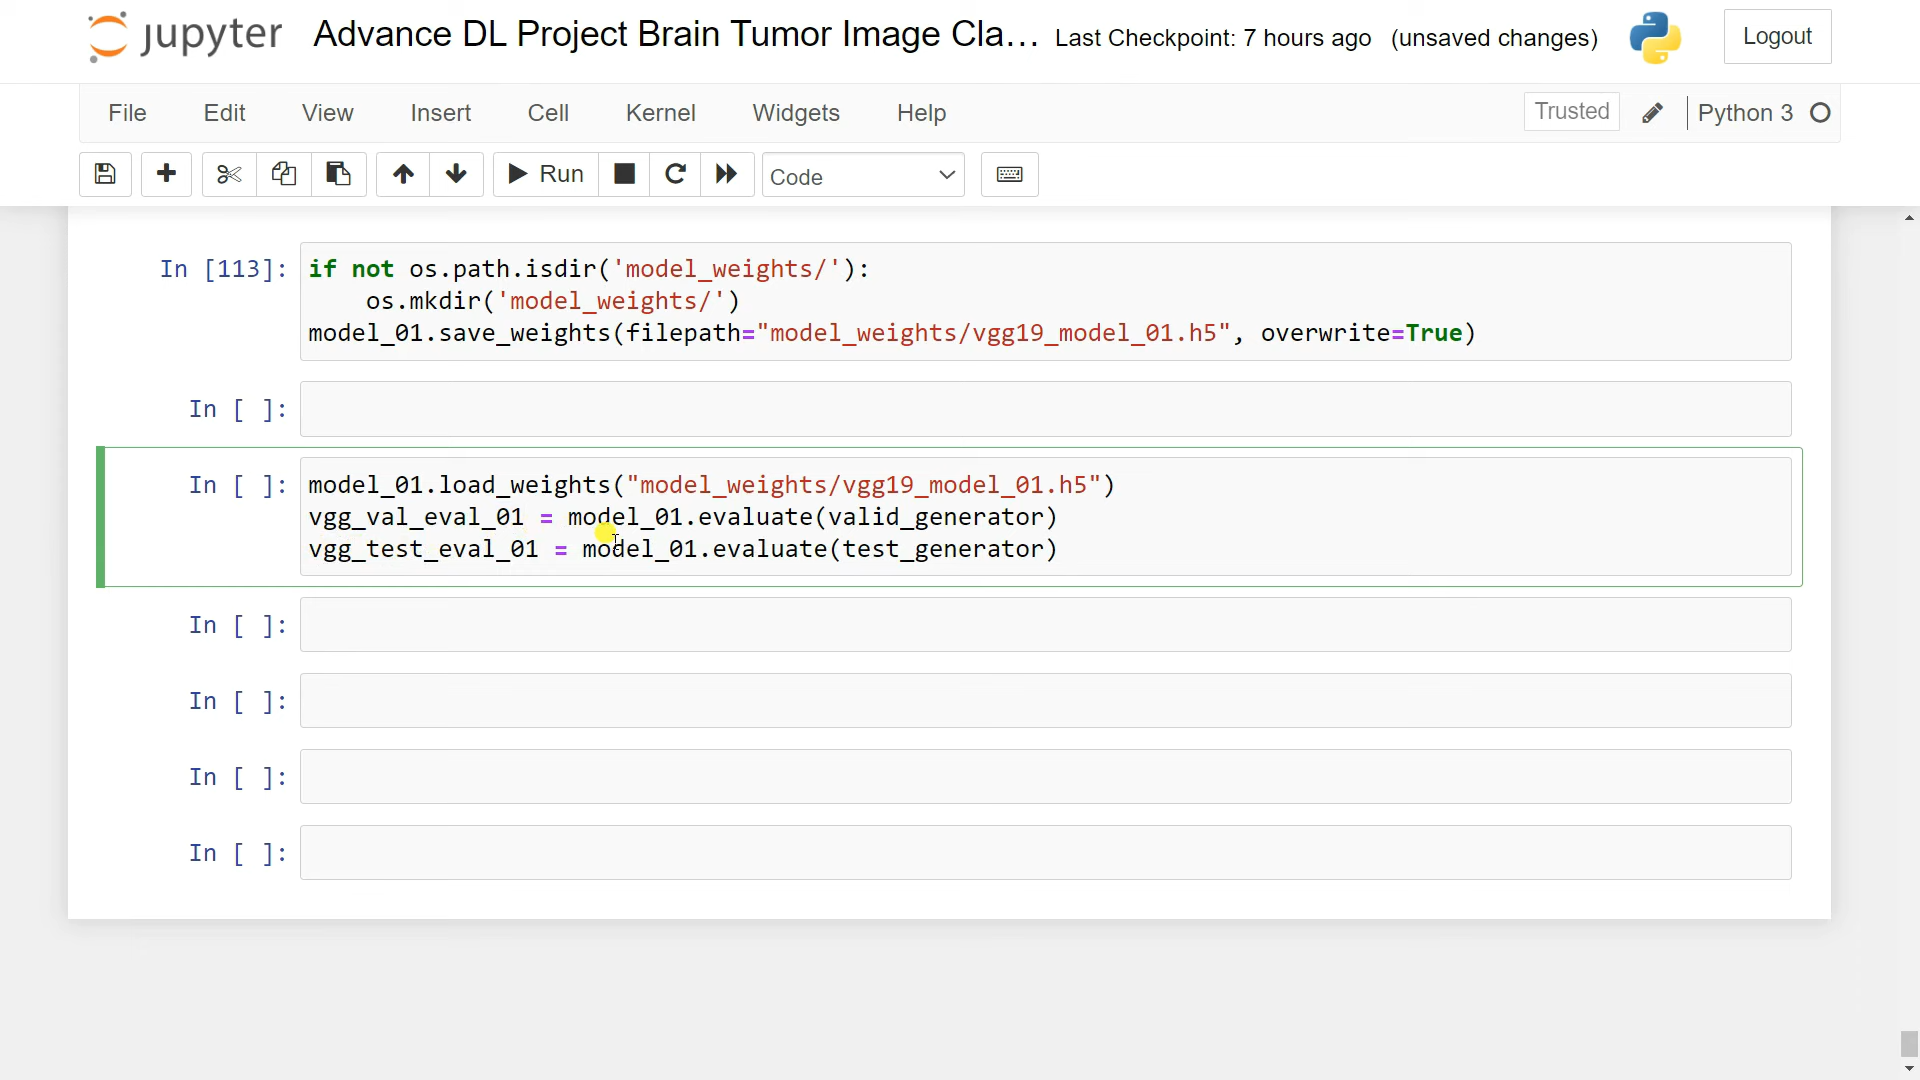 jupyter Advance DL Project Brain Tumor Image Cla... Last Checkpoint: 7 hours ago (unsaved changes) Logout
File Edit View Insert Cell Kernel Widgets Help Trusted Python 3
Run Code
In [113]: if not os.path.isdir('model_weights/'):
    os.mkdir('model_weights/')
model_01.save_weights(filepath="model_weights/vgg19_model_01.h5", overwrite=True)
In [ ]:
In [ ]: model_01.load_weights("model_weights/vgg19_model_01.h5")
vgg_val_eval_01 = model_01.evaluate(valid_generator)
vgg_test_eval_01 = model_01.evaluate(test_generator)
In [ ]:
In [ ]:
In [ ]:
In [ ]: